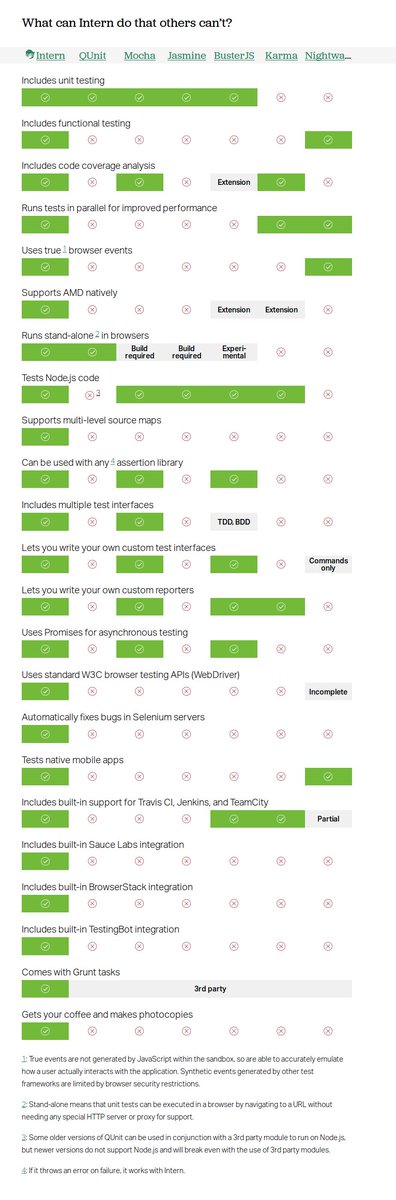 What can Intern do that others can't?
Intern QUnit Mocha Jasmine BusterJS Karma Nightwa...
Includes unit testing
Includes functional testing
Includes code coverage analysis
Extension
Runs tests in parallel for improved performance
Uses true 1 browser events
Supports AMD natively
Extension Extension
Runs stand-alone 2 in browsers
Build required Build required Experi-mental
Tests Node.js code
3
Supports multi-level source maps
Can be used with any 4 assertion library
Includes multiple test interfaces
TDD, BDD
Lets you write your own custom test interfaces
Commands only
Lets you write your own custom reporters
Uses Promises for asynchronous testing
Uses standard W3C browser testing APIs (WebDriver)
Incomplete
Automatically fixes bugs in Selenium servers
Tests native mobile apps
Includes built-in support for Travis CI, Jenkins, and TeamCity
Partial
Includes built-in Sauce Labs integration
Includes built-in BrowserStack integration
Includes built-in TestingBot integration
Comes with Grunt tasks
3rd party
Gets your coffee and makes photocopies
1: True events are not generated by JavaScript within the sandbox, so are able to accurately emulate
how a user actually interacts with the application. Synthetic events generated by other test
frameworks are limited by browser security restrictions.
2: Stand-alone means that unit tests can be executed in a browser by navigating to a URL without
needing any special HTTP server or proxy for support.
3: Some older versions of QUnit can be used in conjunction with a 3rd party module to run on Node.js,
but newer versions do not support Node.js and will break even with the use of 3rd party modules.
4: If it throws an error on failure, it works with Intern.